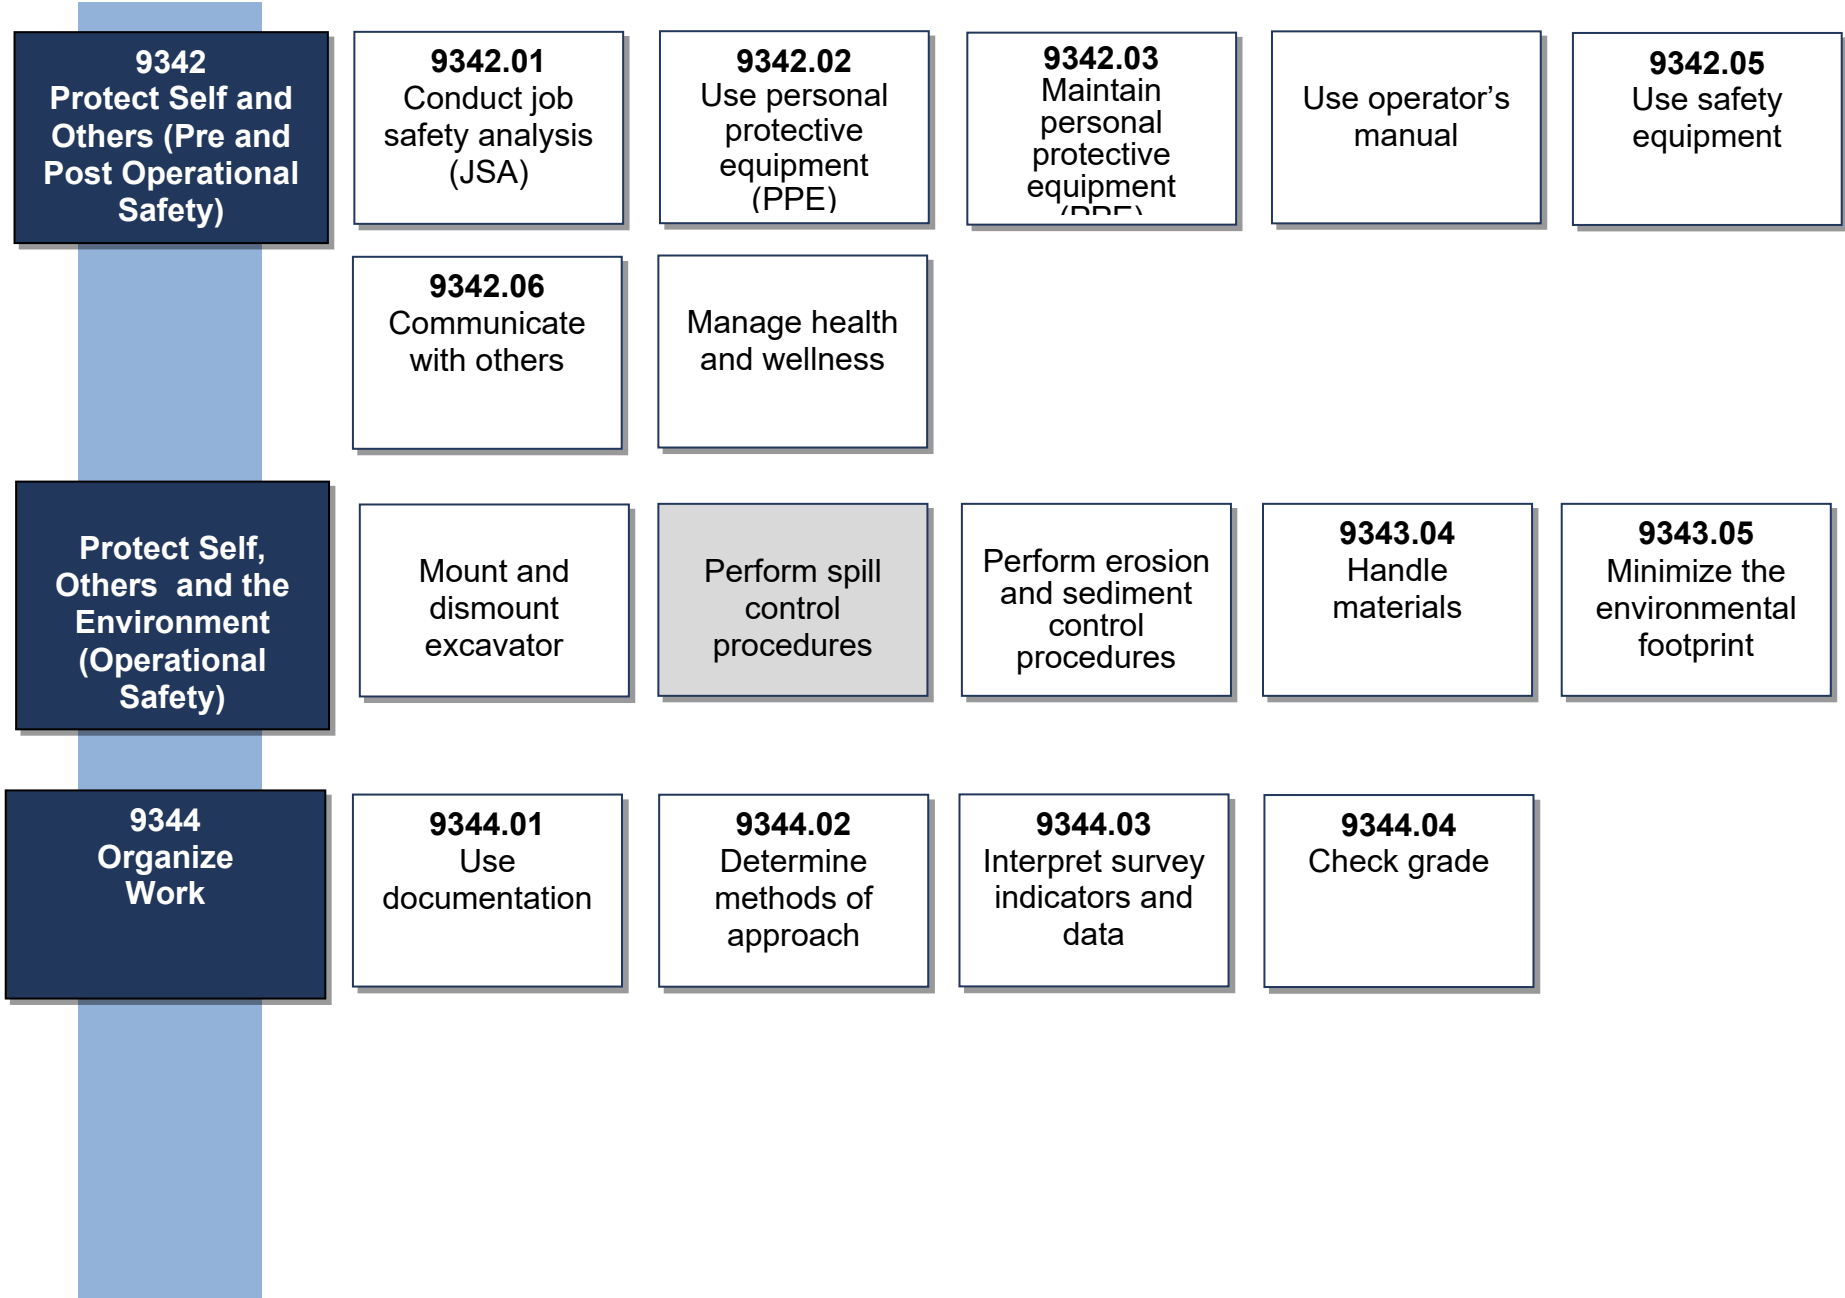 9342
Protect Self and
Others (Pre and
Post Operational
Safety)
9342.01
Conduct job
safety analysis
(JSA)
9342.02
Use personal
protective
equipment
(PPE)
9342.03
Maintain
personal
protective
equipment
(PPE)
Use operator’s
manual
9342.05
Use safety
equipment
9342.06
Communicate
with others
Manage health
and wellness
Protect Self,
Others and the
Environment
(Operational
Safety)
Mount and
dismount
excavator
Perform spill
control
procedures
Perform erosion
and sediment
control
procedures
9343.04
Handle
materials
9343.05
Minimize the
environmental
footprint
9344
Organize
Work
9344.01
Use
documentation
9344.02
Determine
methods of
approach
9344.03
Interpret survey
indicators and
data
9344.04
Check grade